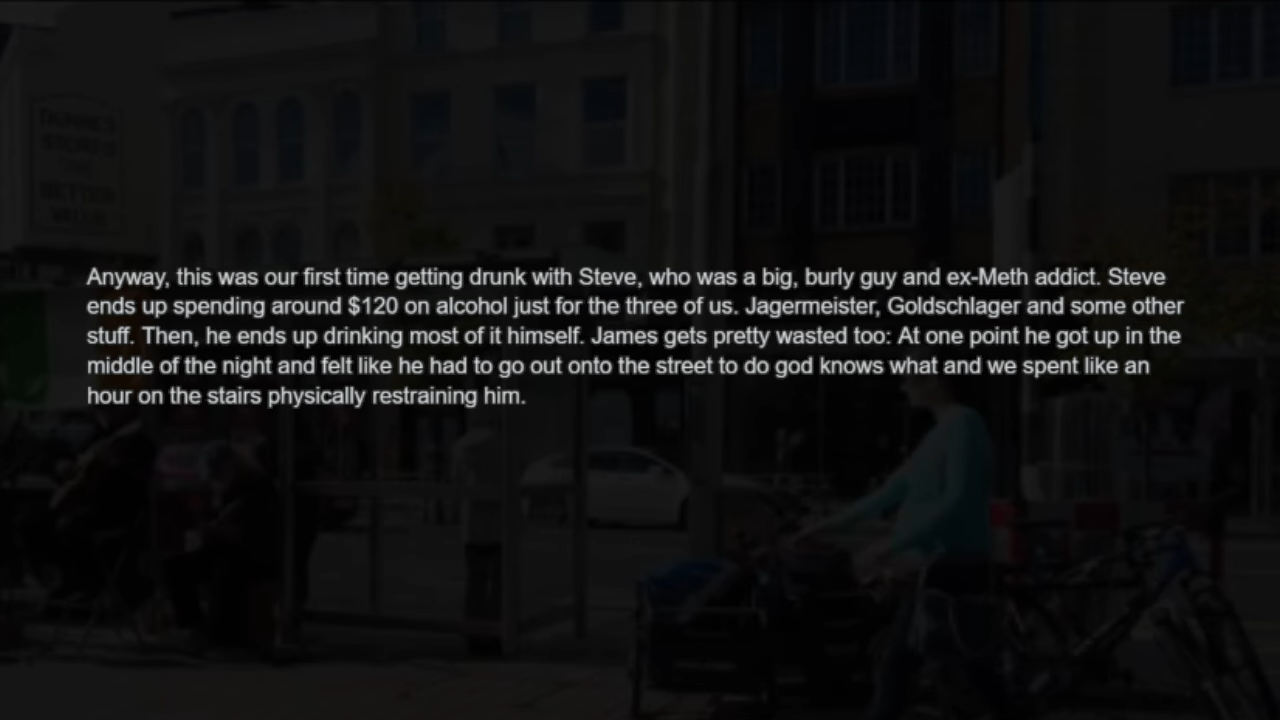 DUNNES
STORES
BETTER
VALUE
Anyway, this was our first time getting drunk with Steve, who was a big, burly guy and ex-Meth addict. Steve
ends up spending around $120 on alcohol just for the three of us. Jagermeister, Goldschlager and some other
stuff. Then, he ends up drinking most of it himself. James gets pretty wasted too: At one point he got up in the
middle of the night and felt like he had to go out onto the street to do god knows what and we spent like an
hour on the stairs physically restraining him.